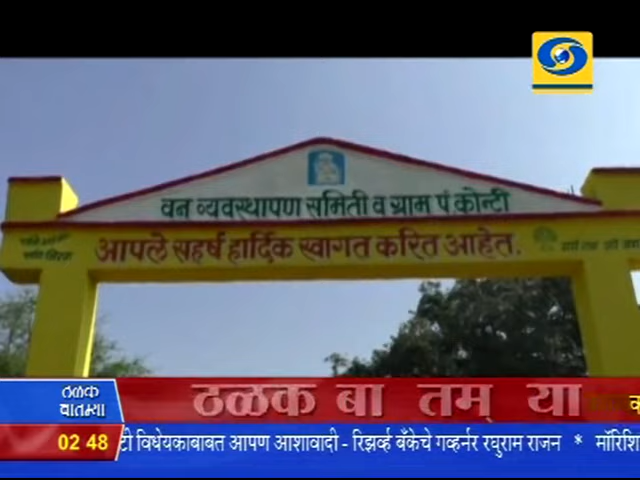 वन व्यवस्थापण समिती व ग्राम पं. कोन्टी
आपले सहर्ष हार्दिक स्वागत करित आहेत.
ठळक बातम्या
ठळक
वातम्या
02 48
टी विधेयकाबाबत आपण आशावादी - रिझर्व्ह बँकेचे गव्हर्नर रघुराम राजन * मॉरिशि